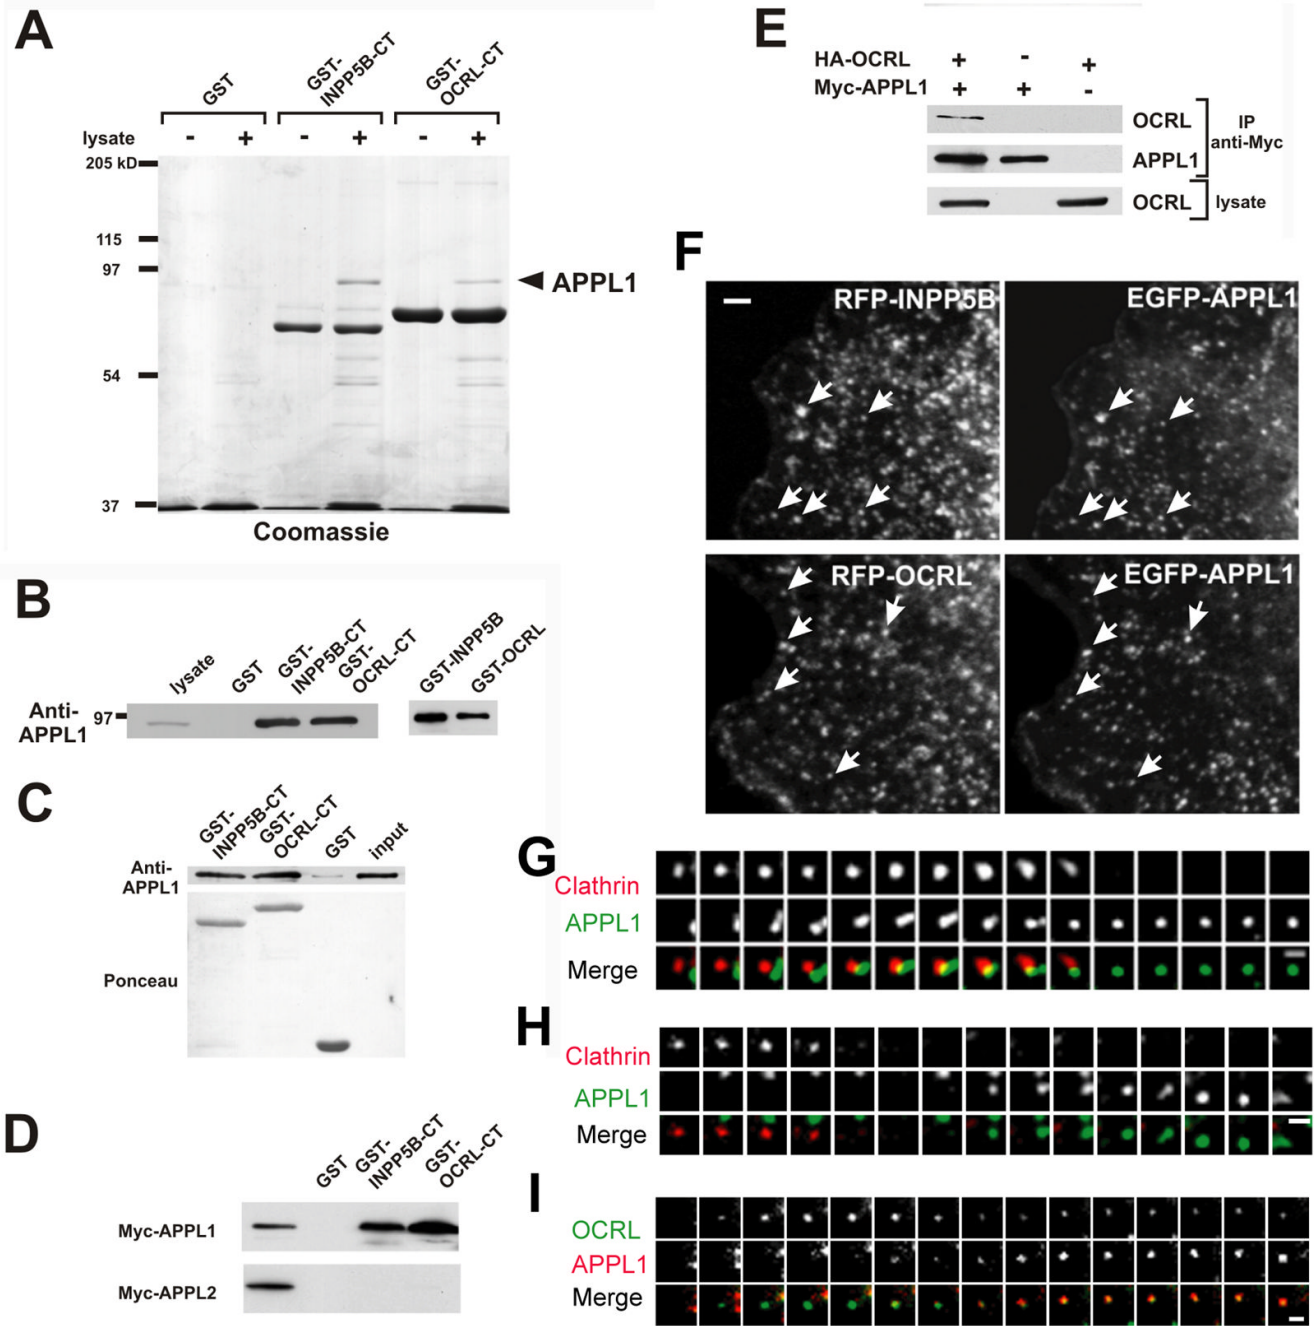 A
GST
GST-
INPP5B-CT
GST-
OCRL-CT
lysate - + - + - +
205 kD
115
97
APPL1
54
37
Coomassie
B
lysate
GST
GST-
INPP5B-CT
GST-
OCRL-CT
GST-INPP5B
GST-OCRL
Anti-
APPL1
97
C
GST-
INPP5B-CT
GST-
OCRL-CT
GST
input
Anti-
APPL1
Ponceau
D
GST
GST-
INPP5B-CT
GST-
OCRL-CT
Myc-APPL1
Myc-APPL2
E
HA-OCRL + - +
Myc-APPL1 + + -
OCRL
APPL1
IP
anti-Myc
OCRL
lysate
F
RFP-INPP5B
EGFP-APPL1
RFP-OCRL
EGFP-APPL1
G
Clathrin
APPL1
Merge
H
Clathrin
APPL1
Merge
I
OCRL
APPL1
Merge